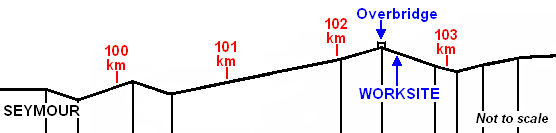 Overbridge
102
km
103
km
101
km
100
km
WORKSITE
SEYMOUR
Not to scale